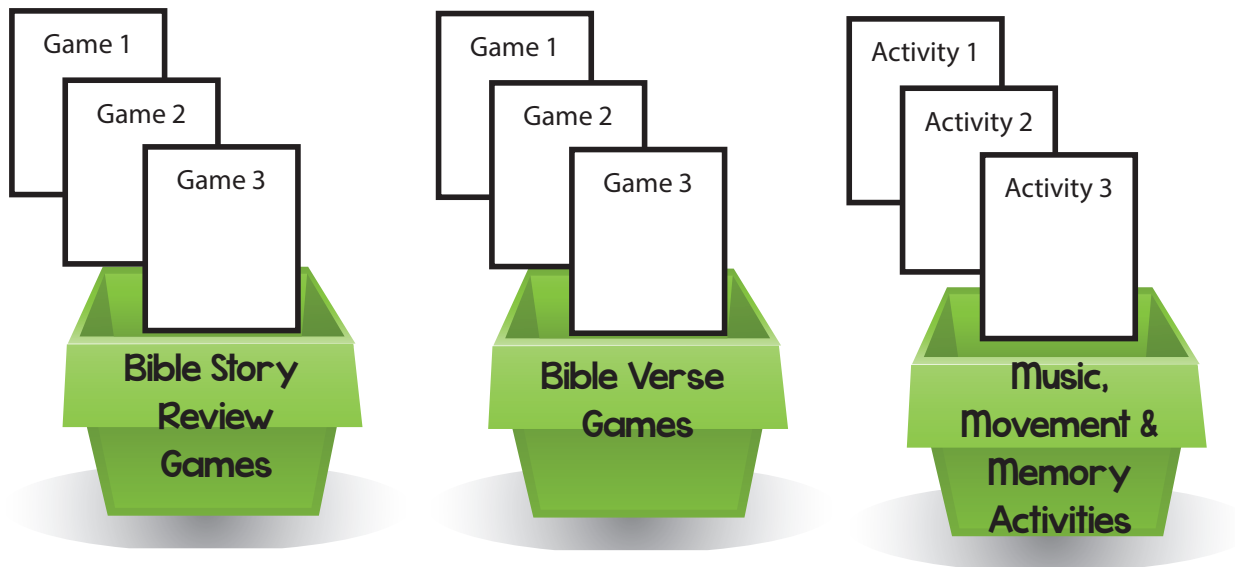 Game 1
Game 2
Game 3
Bible Story
Review
Games
Game 1
Game 2
Game 3
Bible Verse
Games
Activity 1
Activity 2
Activity 3
Music,
Movement &
Memory
Activities